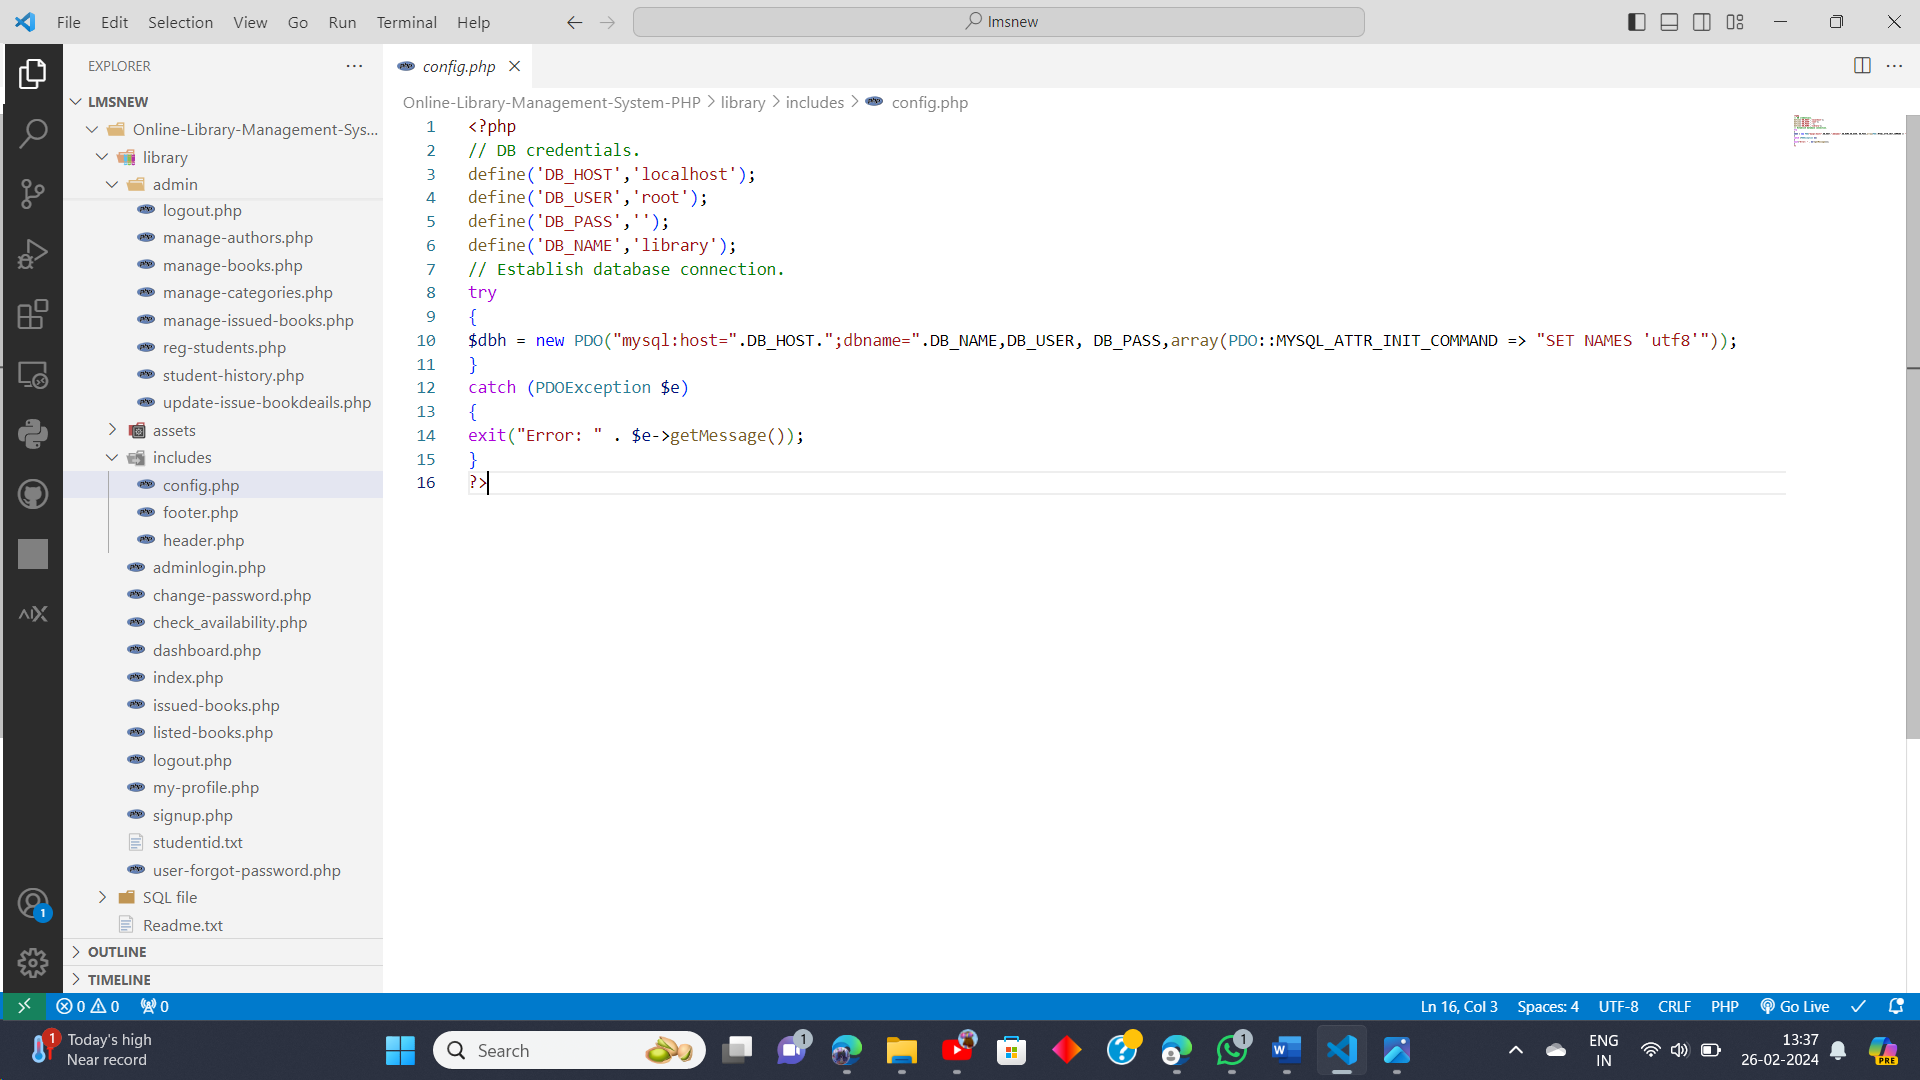 File Edit Selection View Go Run Terminal Help
lmsnew
EXPLORER
config.php
LMSNEW
Online-Library-Management-Sys...
library
admin
logout.php
manage-authors.php
manage-books.php
manage-categories.php
manage-issued-books.php
reg-students.php
student-history.php
update-issue-bookdeails.php
assets
includes
config.php
footer.php
header.php
adminlogin.php
change-password.php
check_availability.php
dashboard.php
index.php
issued-books.php
listed-books.php
logout.php
my-profile.php
signup.php
studentid.txt
user-forgot-password.php
SQL file
Readme.txt
OUTLINE
TIMELINE
Online-Library-Management-System-PHP > library > includes > config.php
1 <?php
2 // DB credentials.
3 define('DB_HOST','localhost');
4 define('DB_USER','root');
5 define('DB_PASS','');
6 define('DB_NAME','library');
7 // Establish database connection.
8 try
9 {
10 $dbh = new PDO("mysql:host=".DB_HOST.";dbname=".DB_NAME,DB_USER, DB_PASS,array(PDO::MYSQL_ATTR_INIT_COMMAND => "SET NAMES 'utf8'"));
11 }
12 catch (PDOException $e)
13 {
14 exit("Error: " . $e->getMessage());
15 }
16 ?>
1
0 0 0
Ln 16, Col 3 Spaces: 4 UTF-8 CRLF PHP Go Live
1 Today's high
Near record
Search
1
1
ENG
IN
13:37
26-02-2024
PRE